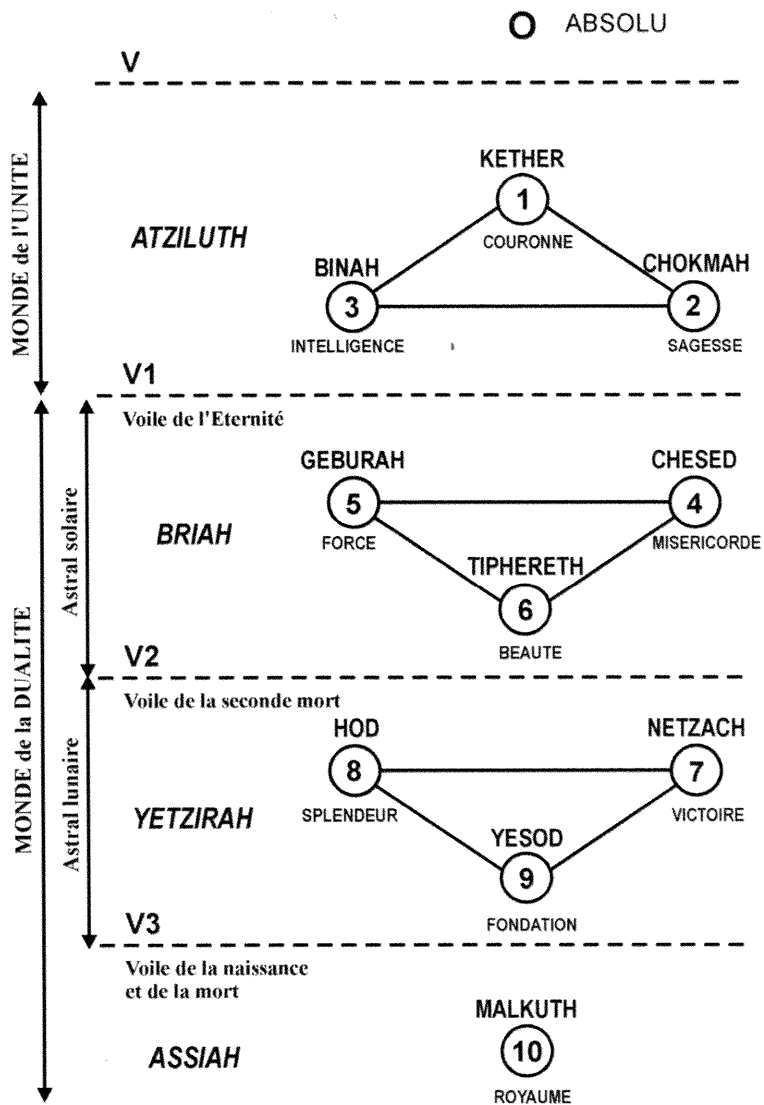 O ABSOLU
V
MONDE de l'UNITE
ATZILUTH
KETHER
1
COURONNE
BINAH
3
INTELLIGENCE
CHOKMAH
2
SAGESSE
V1
Voile de l'Eternité
MONDE de la DUALITE
Astral solaire
BRIAH
GEBURAH
5
FORCE
CHESED
4
MISERICORDE
TIPHERETH
6
BEAUTE
V2
Voile de la seconde mort
Astral lunaire
YETZIRAH
HOD
8
SPLENDEUR
NETZACH
7
VICTOIRE
YESOD
9
FONDATION
V3
Voile de la naissance
et de la mort
ASSIAH
MALKUTH
10
ROYAUME